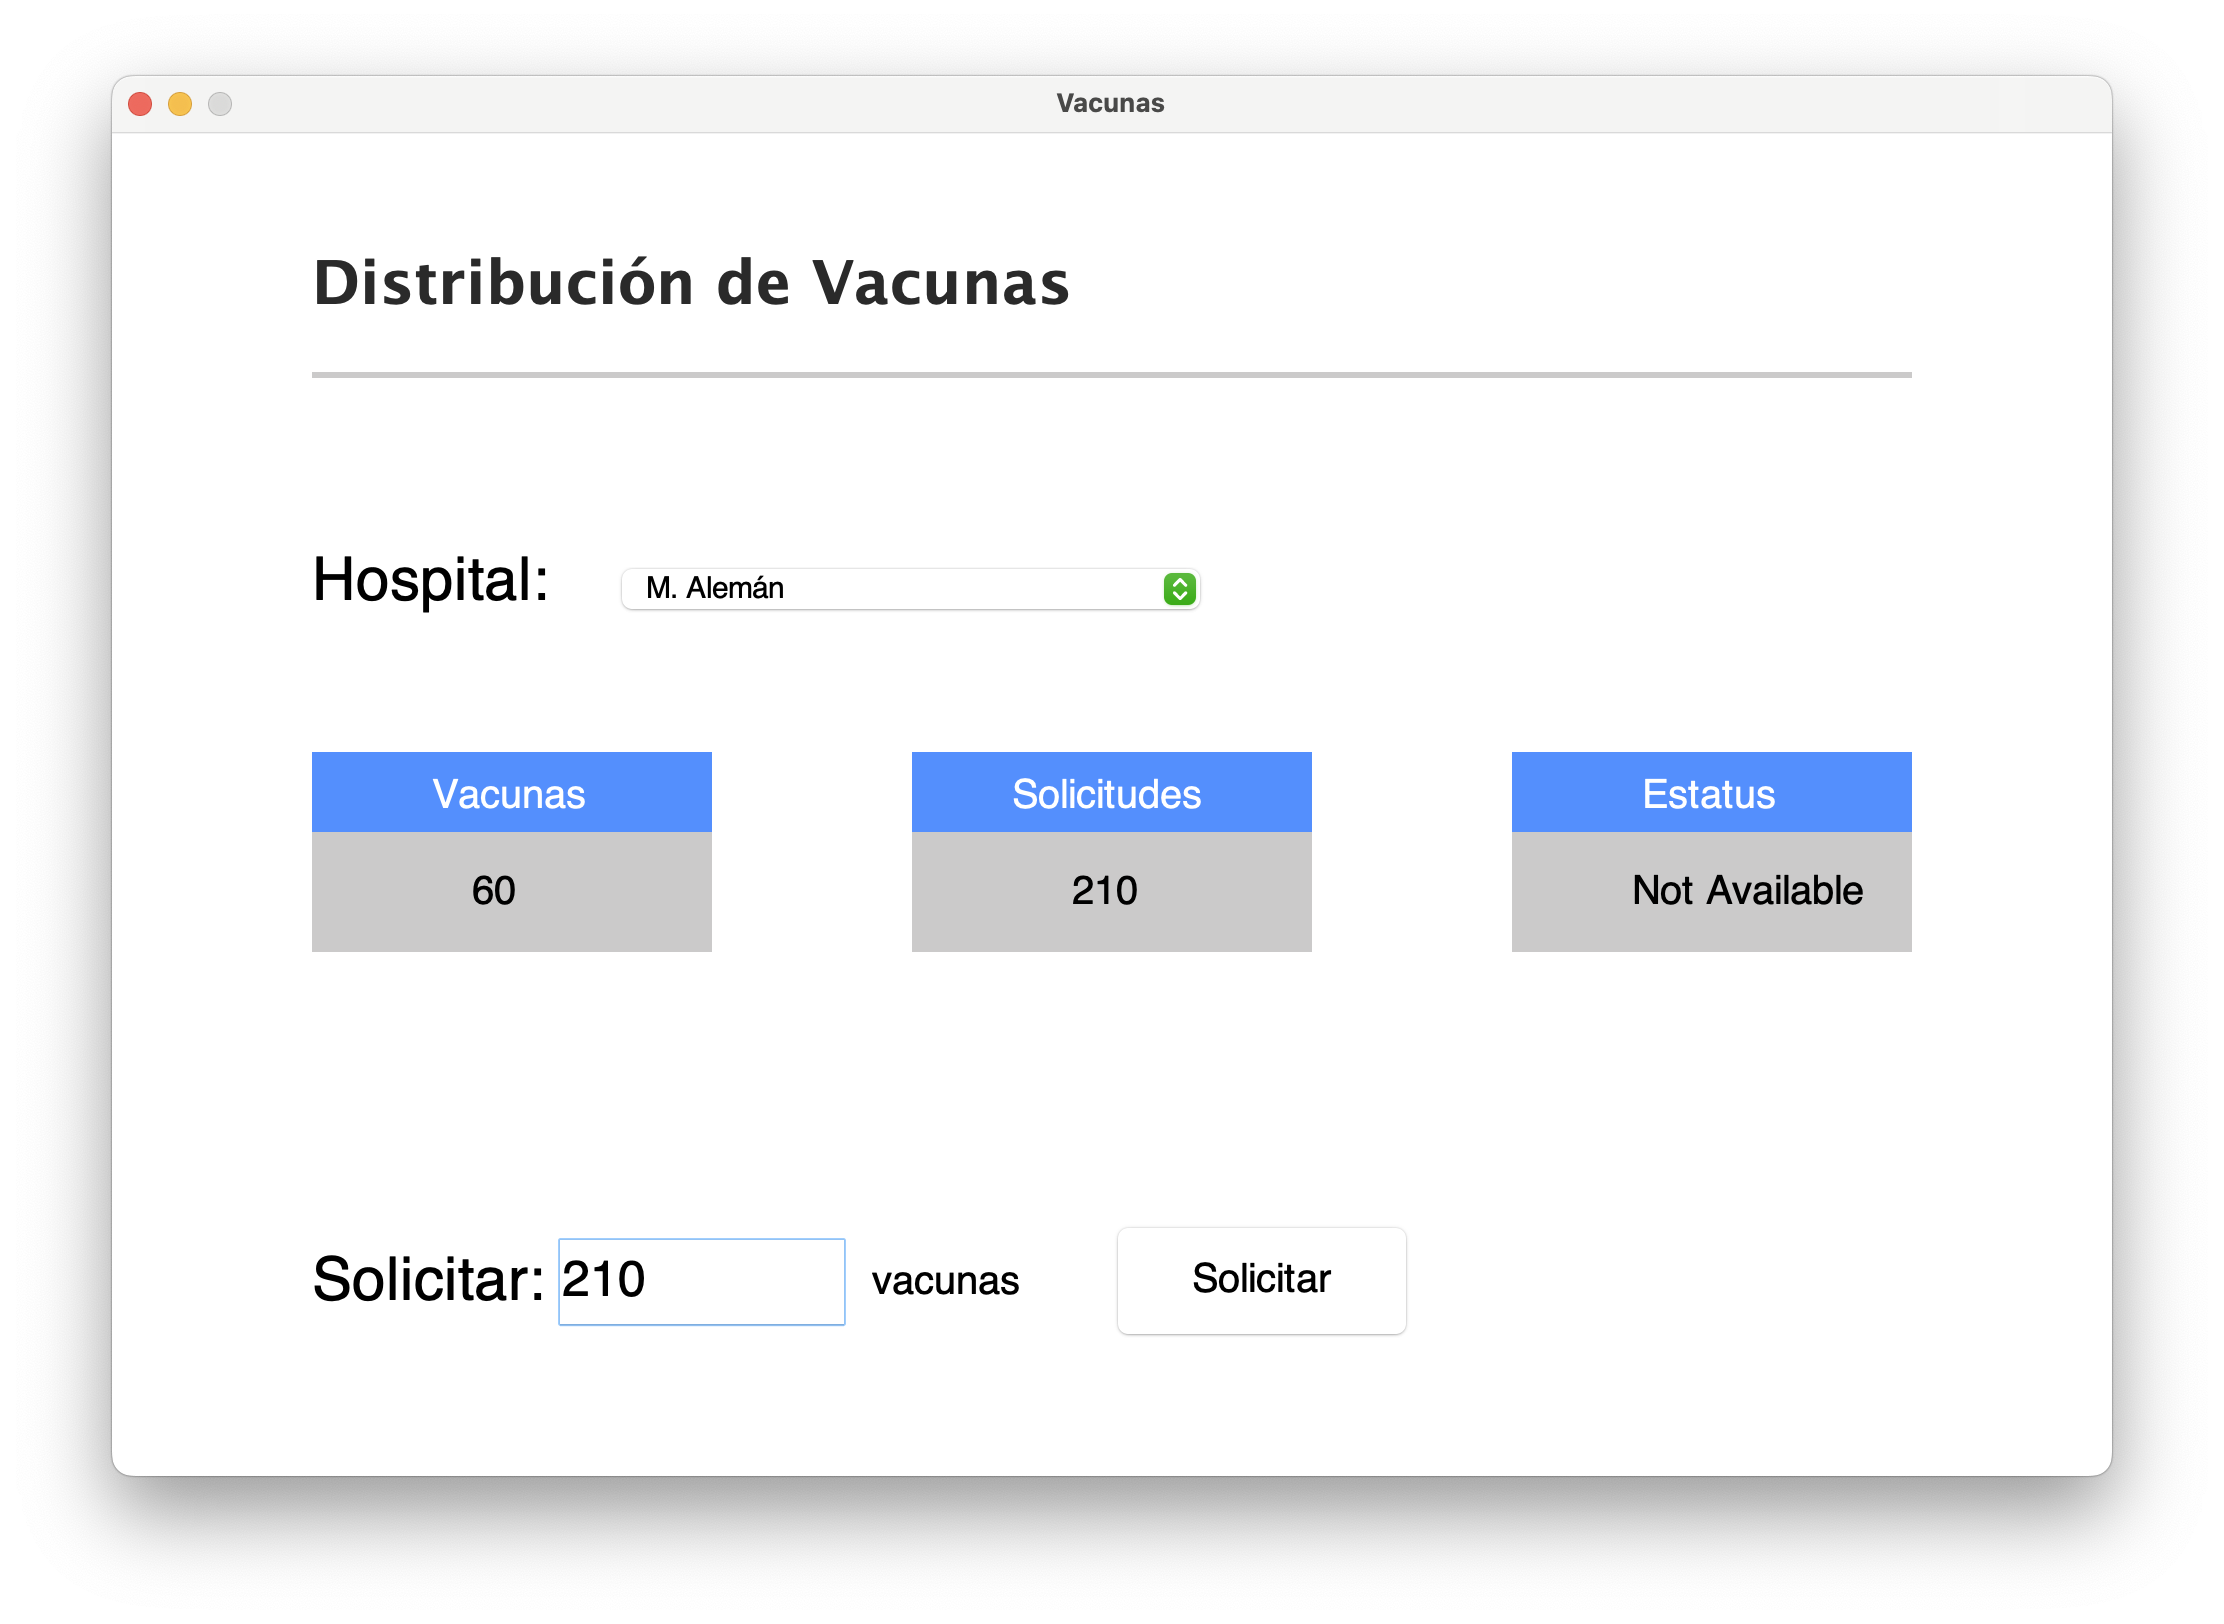 Vacunas
Distribución de Vacunas
Hospital: M. Alemán
Vacunas Solicitudes Estatus
60 210 Not Available
Solicitar: 210 vacunas Solicitar